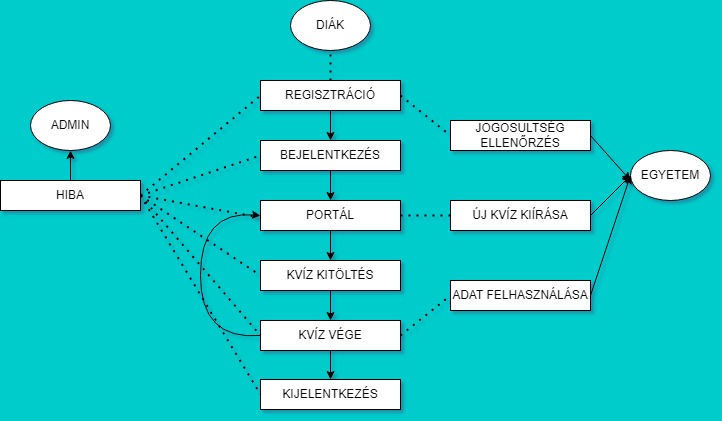 DIÁK
REGISZTRÁCIÓ
ADMIN
JOGOSULTSÉG
ELLENŐRZÉS
BEJELENTKEZÉS
EGYETEM
HIBA
PORTÁL
ÚJ KVÍZ KIÍRÁSA
KVÍZ KITÖLTÉS
ADAT FELHASZNÁLÁSA
KVÍZ VÉGE
KIJELENTKEZÉS